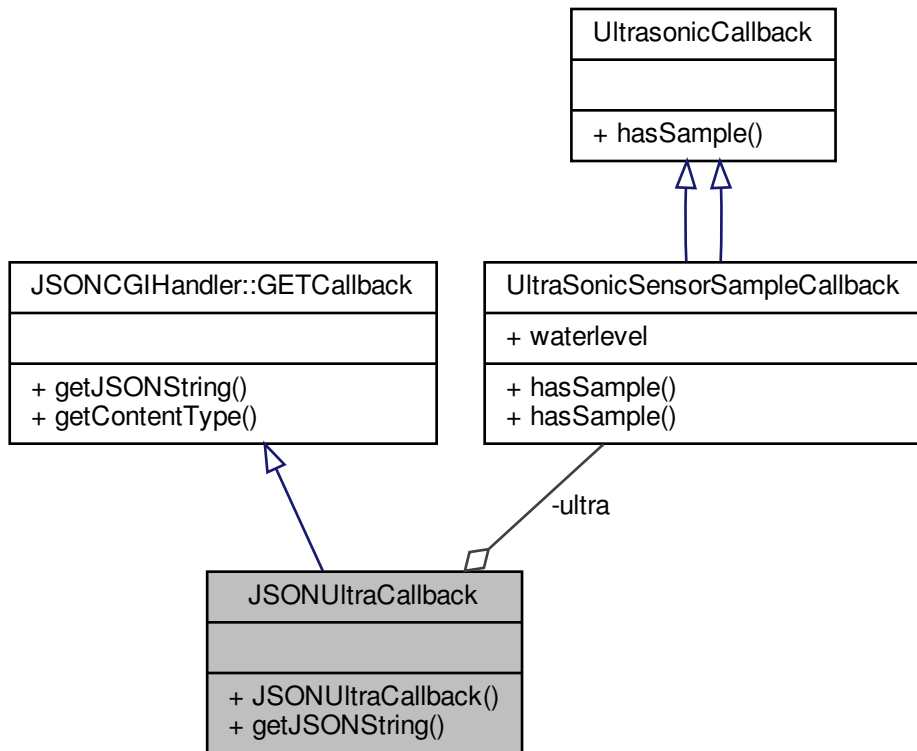 UltrasonicCallback
+ hasSample()
JSONCGIHandler::GETCallback
+ getJSONString()
+ getContentType()
UltraSonicSensorSampleCallback
+ waterlevel
+ hasSample()
+ hasSample()
-ultra
JSONUltraCallback
+ JSONUltraCallback()
+ getJSONString()